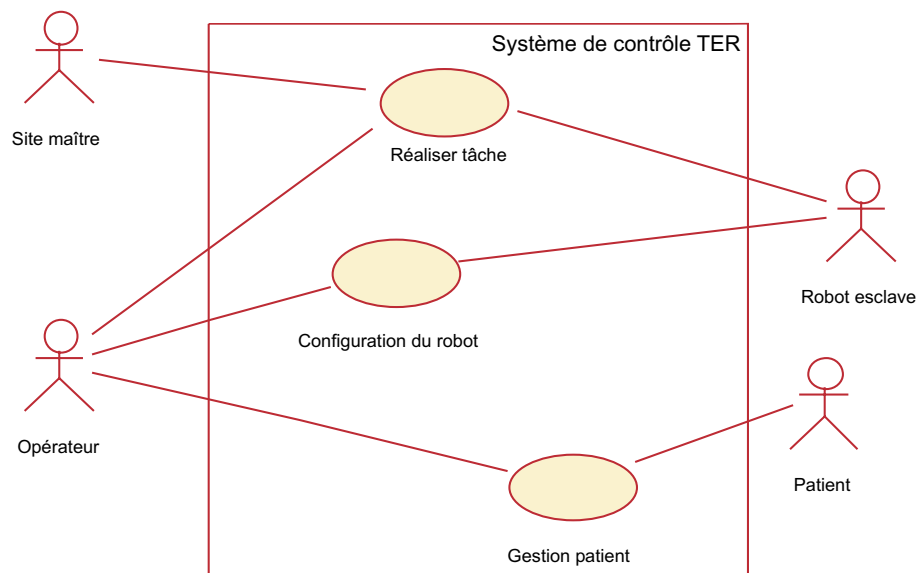 Système de contrôle TER
Site maître
Réaliser tâche
Robot esclave
Configuration du robot
Opérateur
Patient
Gestion patient